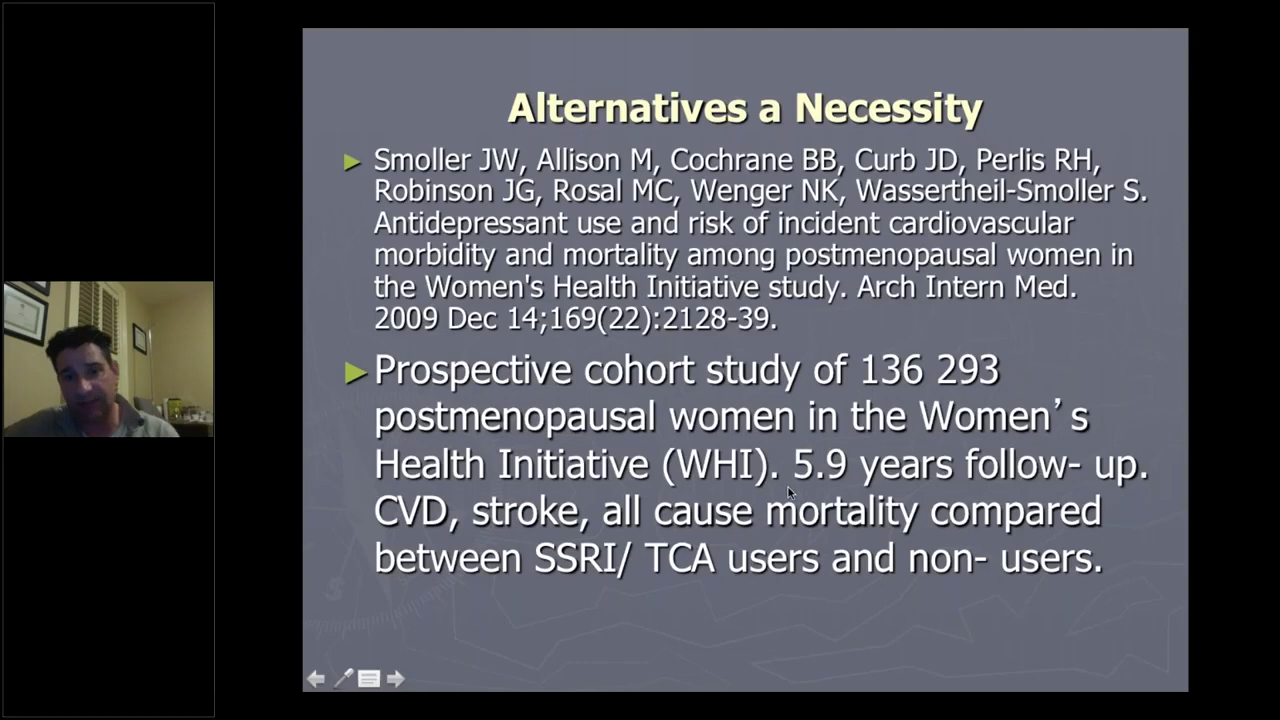 Alternatives a Necessity
Smoller JW, Allison M, Cochrane BB, Curb JD, Perlis RH,
Robinson JG, Rosal MC, Wenger NK, Wassertheil-Smoller S.
Antidepressant use and risk of incident cardiovascular
morbidity and mortality among postmenopausal women in
the Women's Health Initiative study. Arch Intern Med.
2009 Dec 14;169(22):2128-39.
Prospective cohort study of 136 293
postmenopausal women in the Women’s
Health Initiative (WHI). 5.9 years follow- up.
CVD, stroke, all cause mortality compared
between SSRI/ TCA users and non- users.